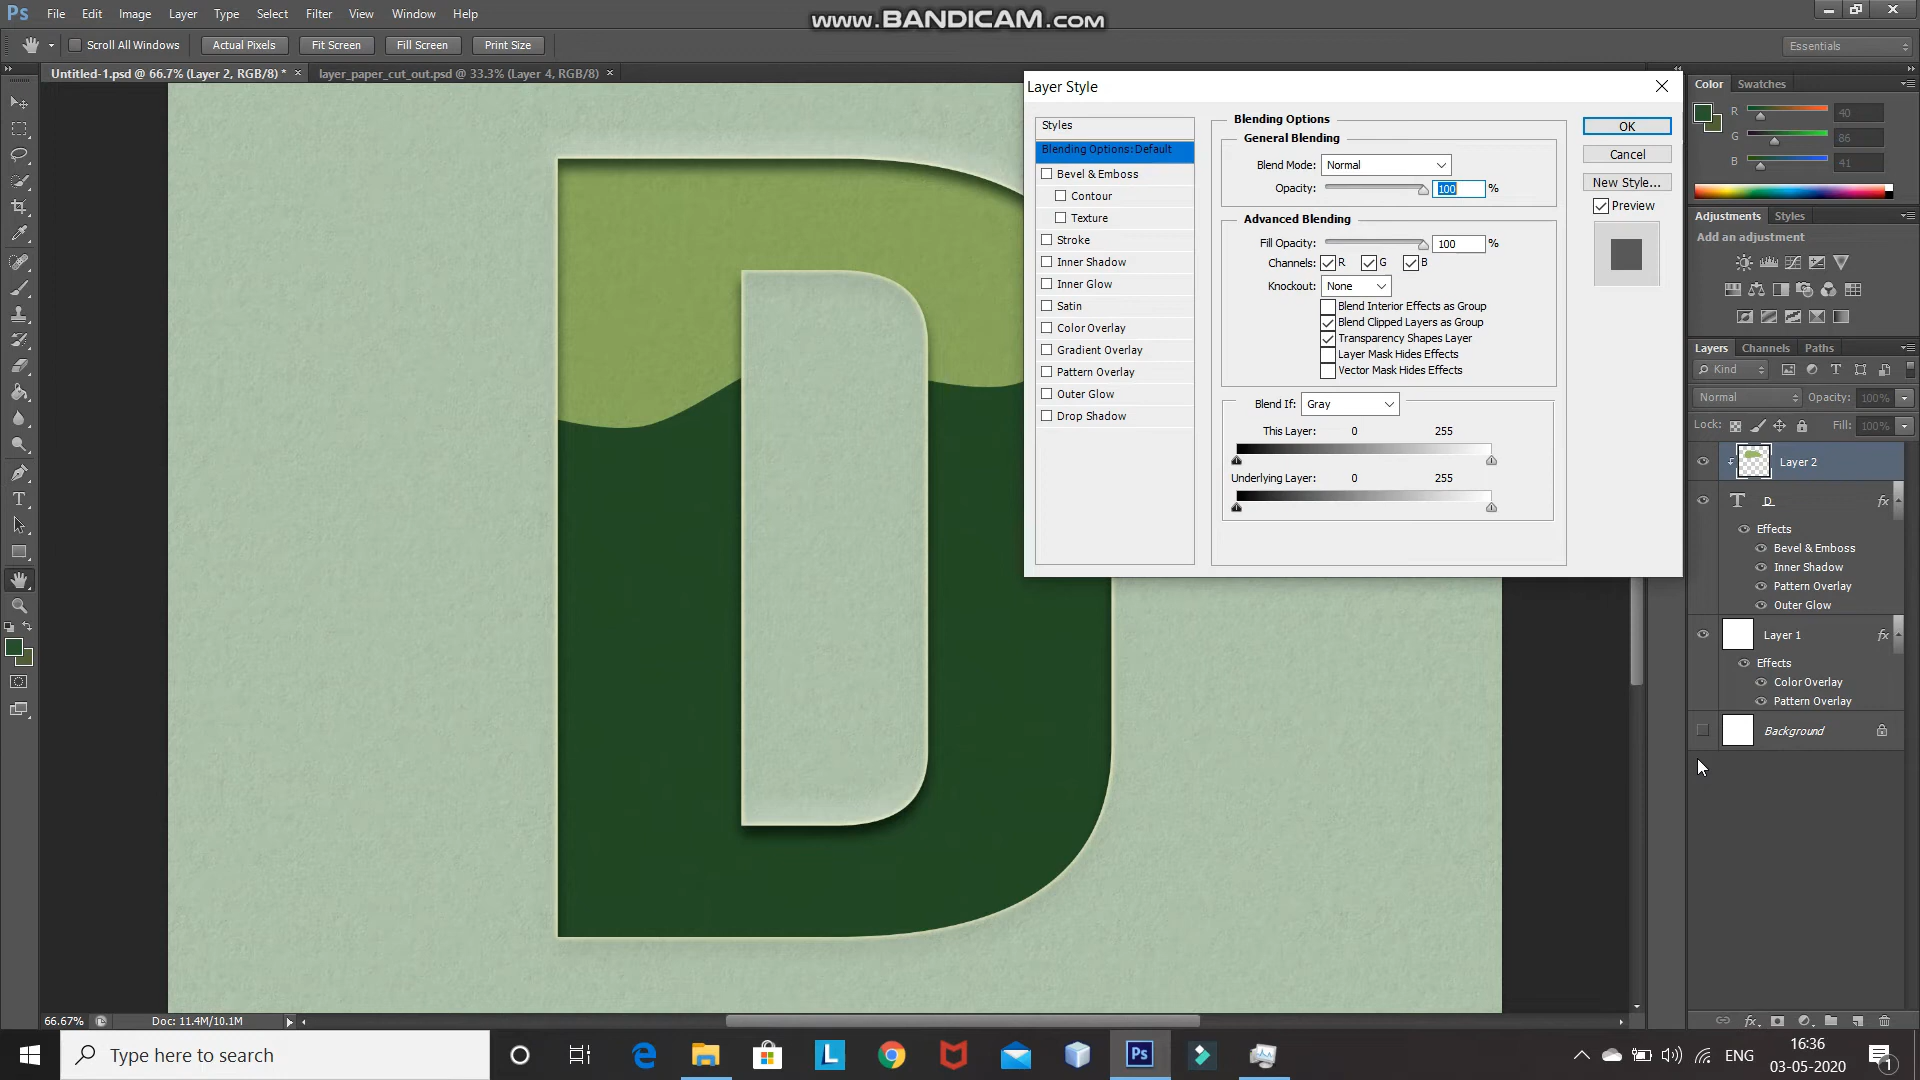 Ps File Edit Image Layer Type Select Filter View Window Help
www.BANDICAM.com
Scroll All Windows Actual Pixels Fit Screen Fill Screen Print Size Essentials
Untitled-1.psd @ 66.7% (Layer 2, RGB/8) * × layer_paper_cut_out.psd @ 33.3% (Layer 4, RGB/8) ×
Layer Style
Styles
Blending Options: Default
Bevel & Emboss
Contour
Texture
Stroke
Inner Shadow
Inner Glow
Satin
Color Overlay
Gradient Overlay
Pattern Overlay
Outer Glow
Drop Shadow
Blending Options
General Blending
Blend Mode: Normal
Opacity: 100 %
Advanced Blending
Fill Opacity: 100 %
Channels: R G B
Knockout: None
Blend Interior Effects as Group
Blend Clipped Layers as Group
Transparency Shapes Layer
Layer Mask Hides Effects
Vector Mask Hides Effects
Blend If: Gray
This Layer: 0 255
Underlying Layer: 0 255
OK
Cancel
New Style...
Preview
Color Swatches
R 40
G 86
B 41
Adjustments Styles
Add an adjustment
Layers Channels Paths
Kind
Normal Opacity: 100%
Lock: Fill: 100%
Layer 2
T D fx
Effects
Bevel & Emboss
Inner Shadow
Pattern Overlay
Outer Glow
Layer 1 fx
Effects
Color Overlay
Pattern Overlay
Background
D
66.67% Doc: 11.4M/10.1M
Type here to search
L
Ps
ENG
16:36
03-05-2020
1